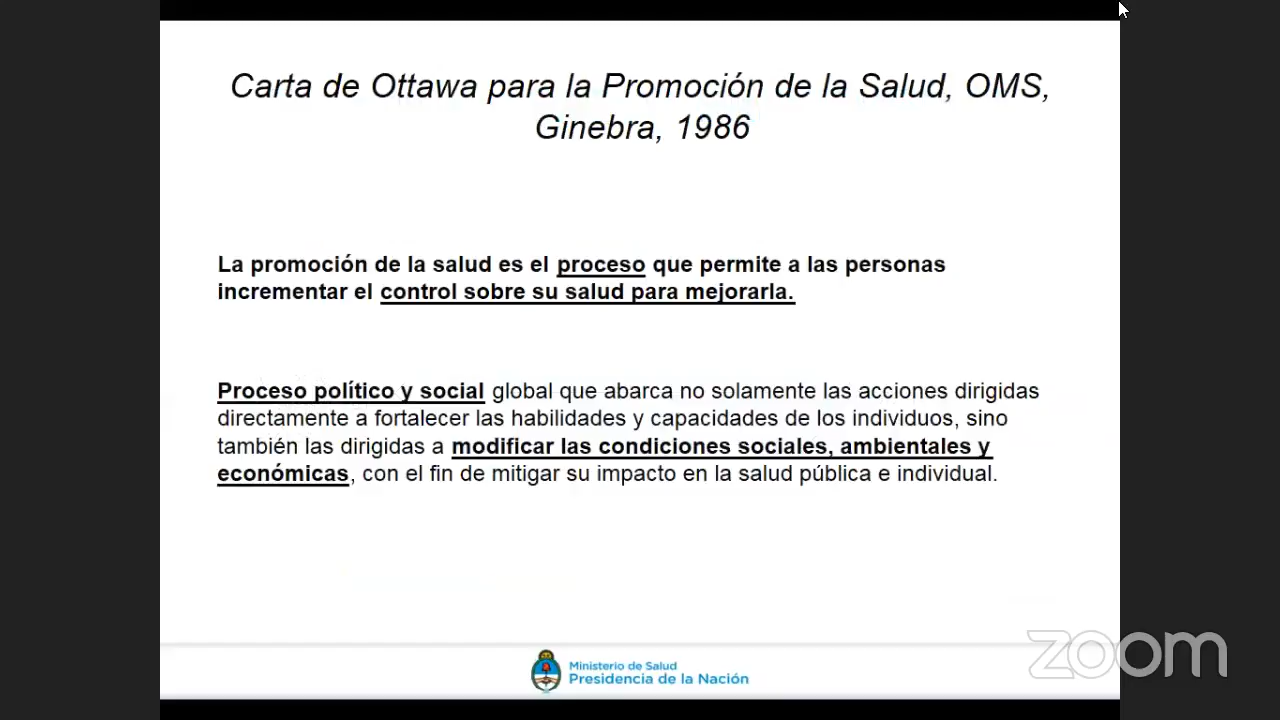 Carta de Ottawa para la Promoción de la Salud, OMS,
Ginebra, 1986
La promoción de la salud es el proceso que permite a las personas
incrementar el control sobre su salud para mejorarla.
Proceso político y social global que abarca no solamente las acciones dirigidas
directamente a fortalecer las habilidades y capacidades de los individuos, sino
también las dirigidas a modificar las condiciones sociales, ambientales y
económicas, con el fin de mitigar su impacto en la salud pública e individual.
Ministerio de Salud
Presidencia de la Nación
zoom